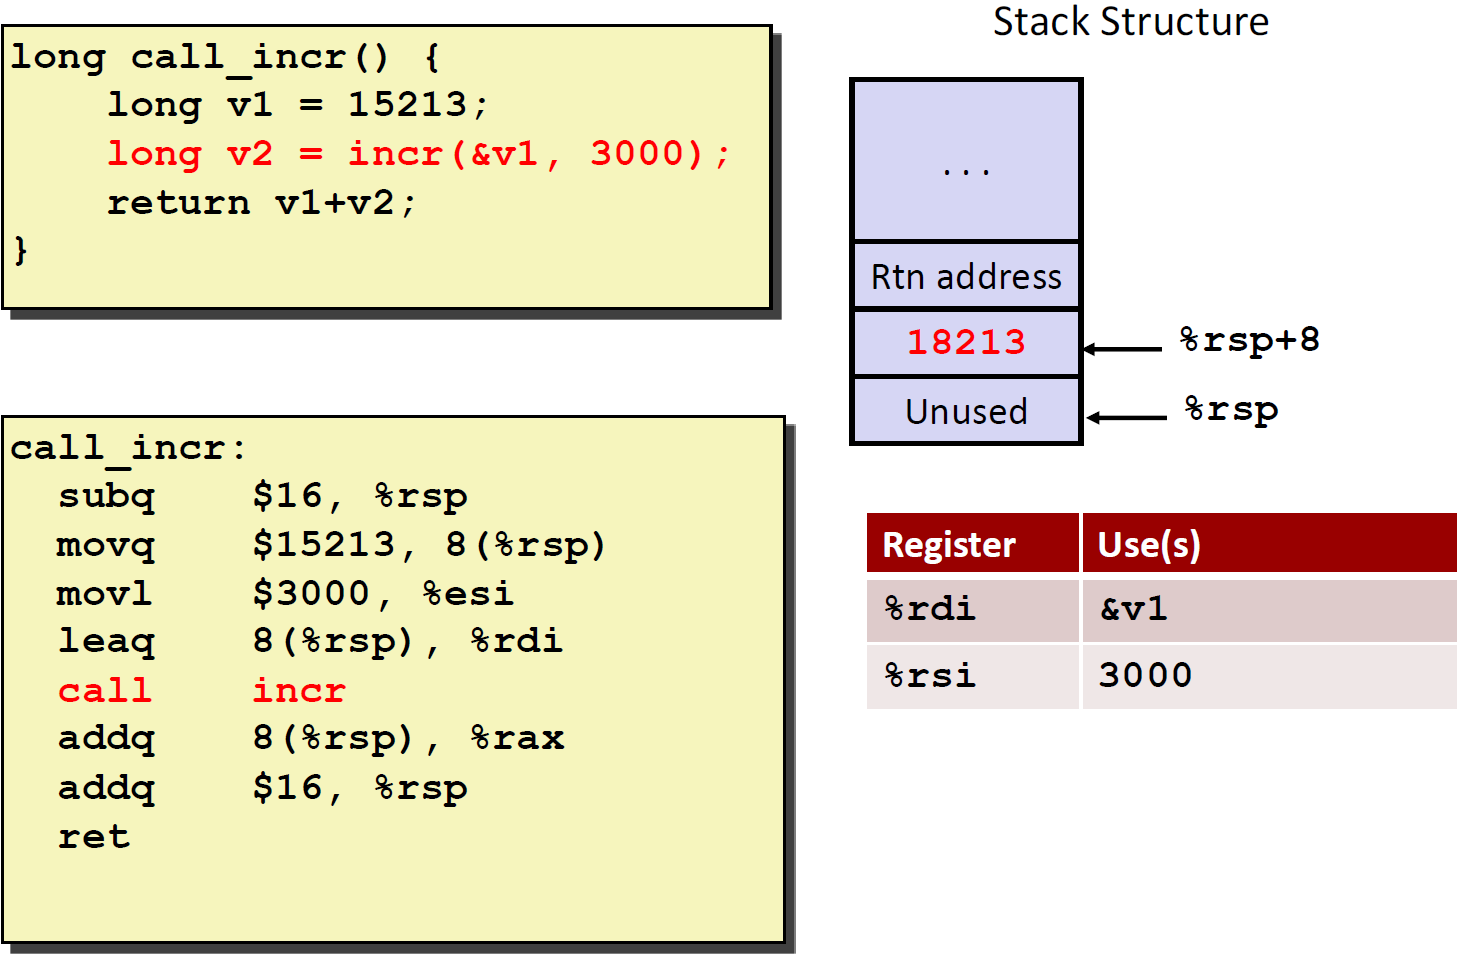 long call_incr() {
    long v1 = 15213;
    long v2 = incr(&v1, 3000);
    return v1+v2;
}
call_incr:
  subq    $16, %rsp
  movq    $15213, 8(%rsp)
  movl    $3000, %esi
  leaq    8(%rsp), %rdi
  call    incr
  addq    8(%rsp), %rax
  addq    $16, %rsp
  ret
Stack Structure
...
Rtn address
18213 %rsp+8
Unused %rsp
Register Use(s)
%rdi &v1
%rsi 3000